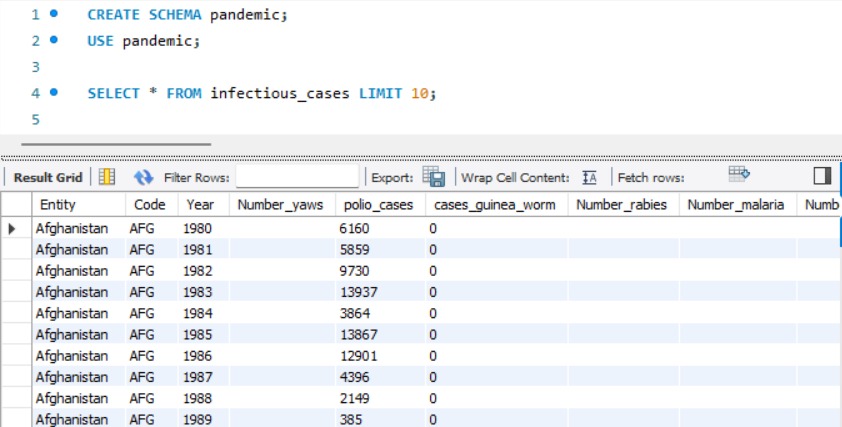 1 CREATE SCHEMA pandemic;
2 USE pandemic;
3
4 SELECT * FROM infectious_cases LIMIT 10;
5
Result Grid Filter Rows: Export: Wrap Cell Content: Fetch rows:
Entity Code Year Number_yaws polio_cases cases_guinea_worm Number_rabies Number_malaria Numb
Afghanistan AFG 1980 6160 0
Afghanistan AFG 1981 5859 0
Afghanistan AFG 1982 9730 0
Afghanistan AFG 1983 13937 0
Afghanistan AFG 1984 3864 0
Afghanistan AFG 1985 13867 0
Afghanistan AFG 1986 12901 0
Afghanistan AFG 1987 4396 0
Afghanistan AFG 1988 2149 0
Afghanistan AFG 1989 385 0